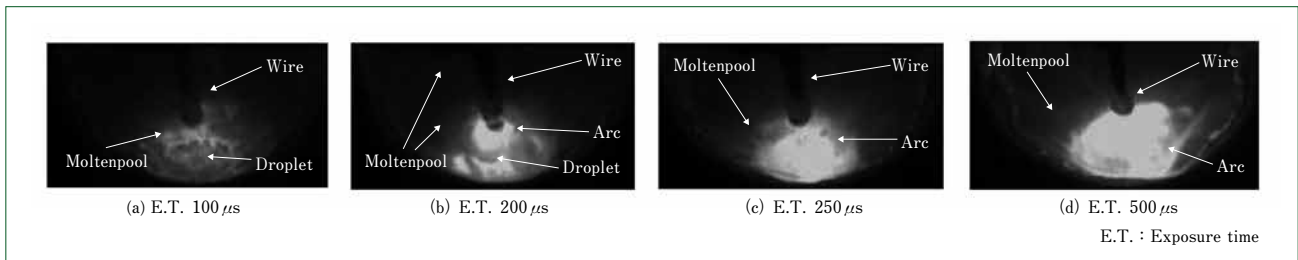 Wire
Moltenpool
Droplet
(a) E.T. 100 μs
Wire
Arc
Moltenpool
Droplet
(b) E.T. 200 μs
Moltenpool
Wire
Arc
(c) E.T. 250 μs
Moltenpool
Wire
Arc
(d) E.T. 500 μs
E.T.：Exposure time